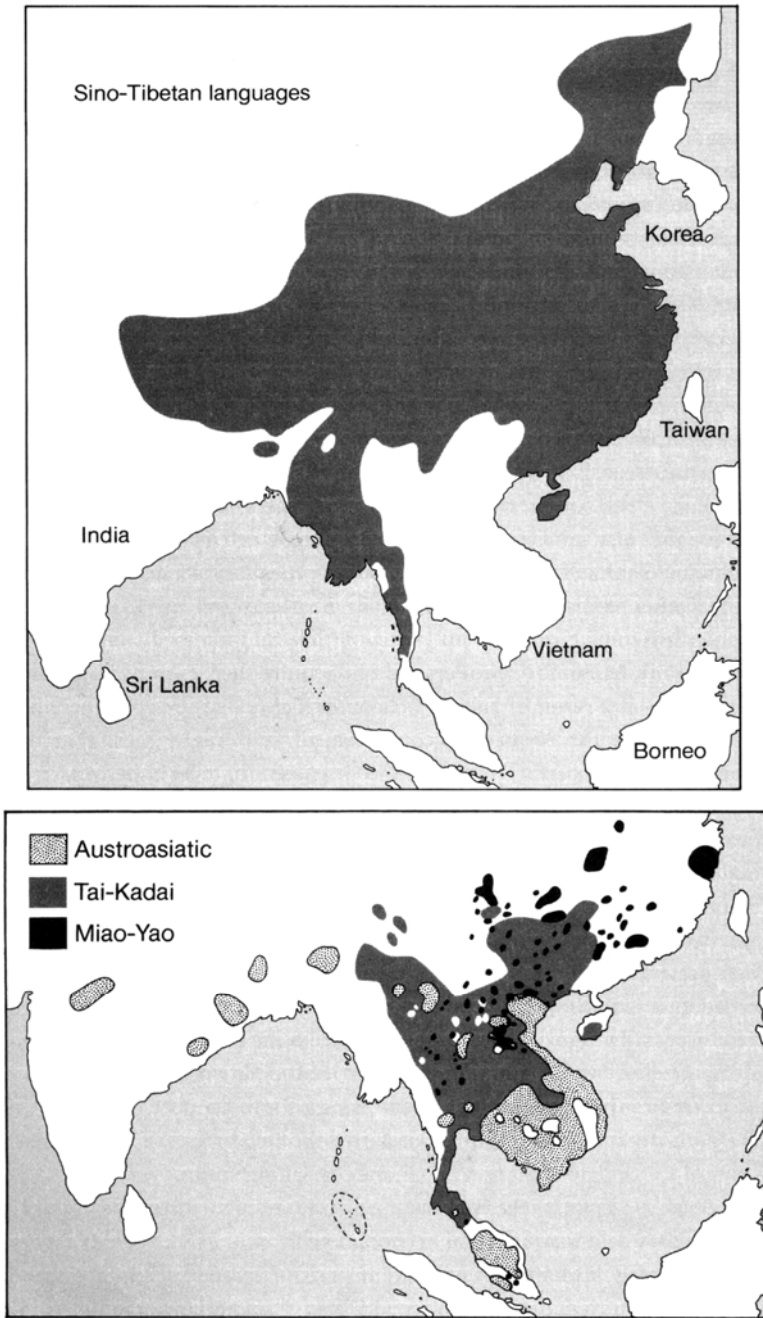 Sino-Tibetan languages
Korea
Taiwan
India
Vietnam
Sri Lanka
Borneo
Austroasiatic
Tai-Kadai
Miao-Yao